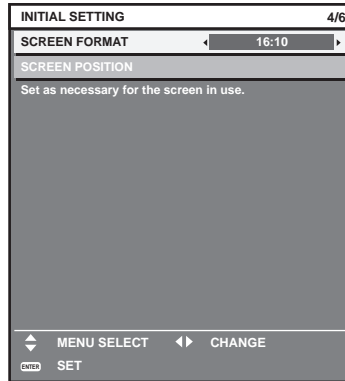 INITIAL SETTING 4/6
SCREEN FORMAT 16:10
SCREEN POSITION
Set as necessary for the screen in use.
MENU SELECT CHANGE
ENTER SET